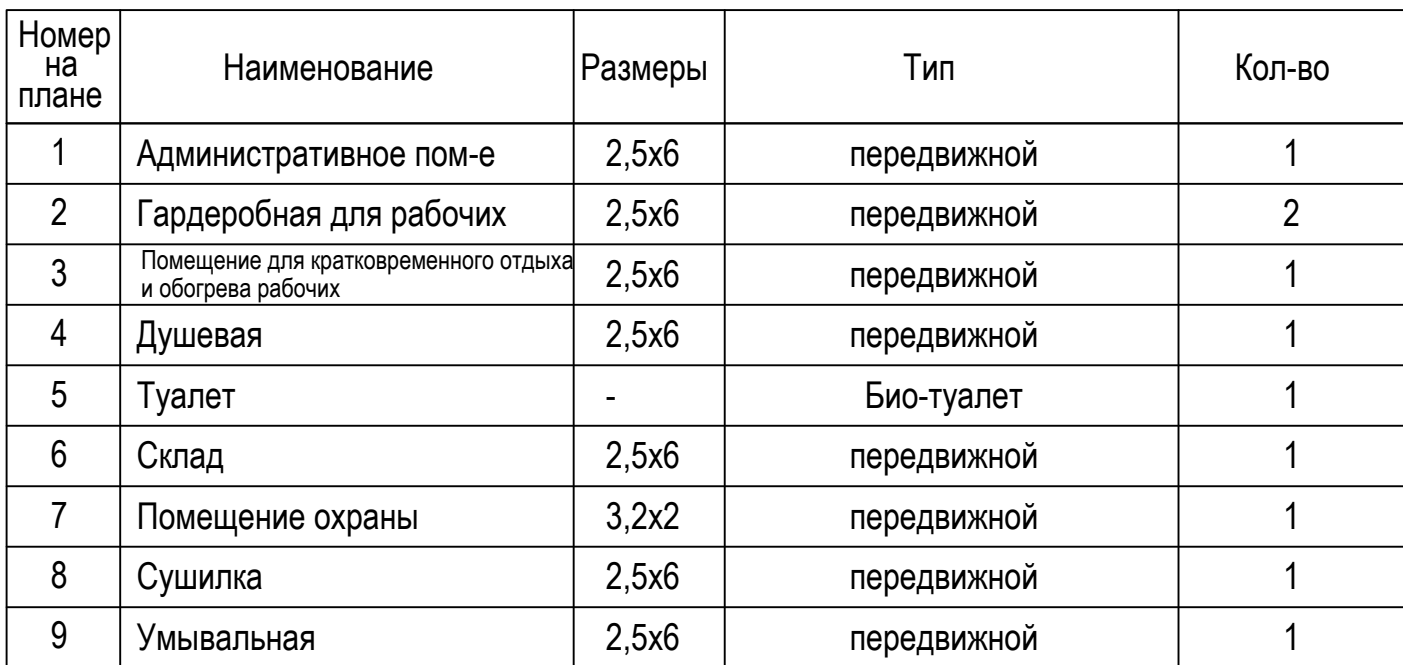 Номер на плане Наименование Размеры Тип Кол-во
1 Административное пом-е 2,5х6 передвижной 1
2 Гардеробная для рабочих 2,5х6 передвижной 2
3 Помещение для кратковременного отдыха и обогрева рабочих 2,5х6 передвижной 1
4 Душевая 2,5х6 передвижной 1
5 Туалет - Био-туалет 1
6 Склад 2,5х6 передвижной 1
7 Помещение охраны 3,2х2 передвижной 1
8 Сушилка 2,5х6 передвижной 1
9 Умывальная 2,5х6 передвижной 1